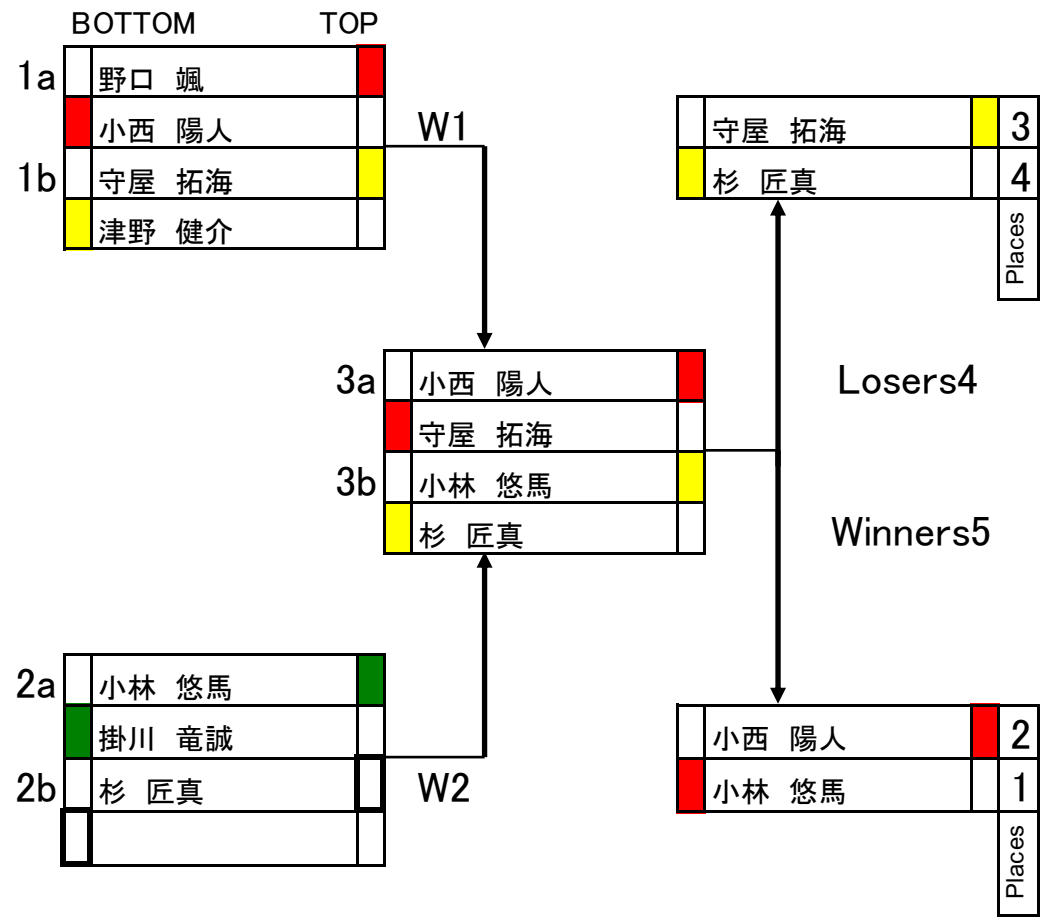 BOTTOM TOP
1a 野口 颯
小西 陽人
1b 守屋 拓海
津野 健介
W1
守屋 拓海 3
杉 匠真 4
Places
3a 小西 陽人
守屋 拓海
3b 小林 悠馬
杉 匠真
Losers4
Winners5
2a 小林 悠馬
掛川 竜誠
2b 杉 匠真
W2
小西 陽人 2
小林 悠馬 1
Places